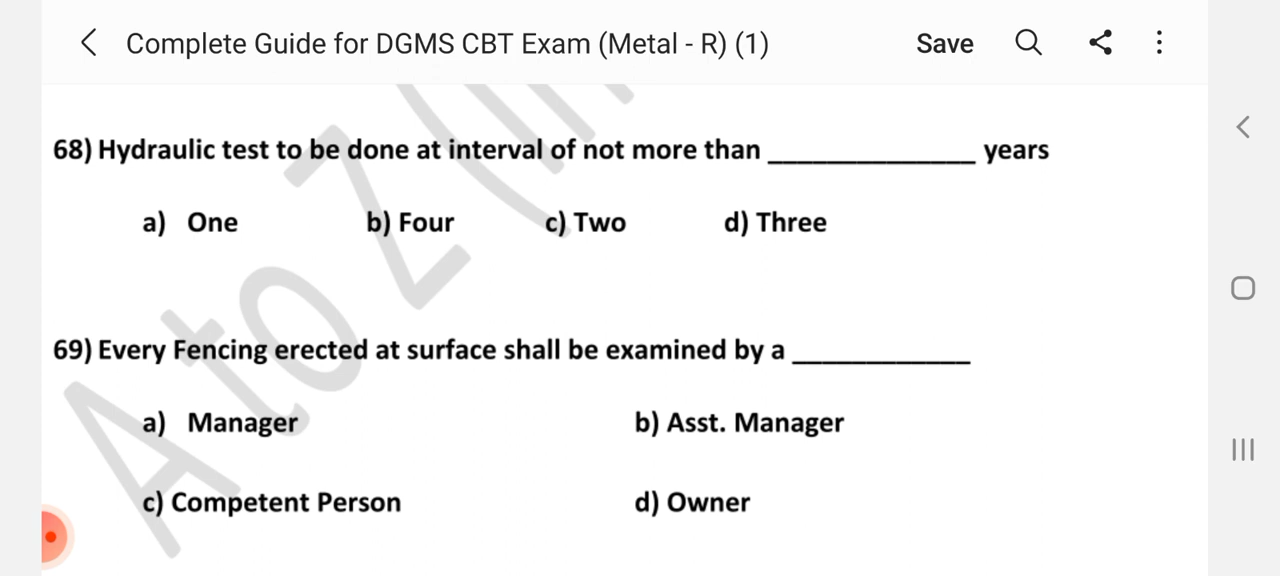 Complete Guide for DGMS CBT Exam (Metal - R) (1) Save
68) Hydraulic test to be done at interval of not more than ______________ years
a) One b) Four c) Two d) Three
69) Every Fencing erected at surface shall be examined by a ____________
a) Manager b) Asst. Manager
c) Competent Person d) Owner
A to Z (